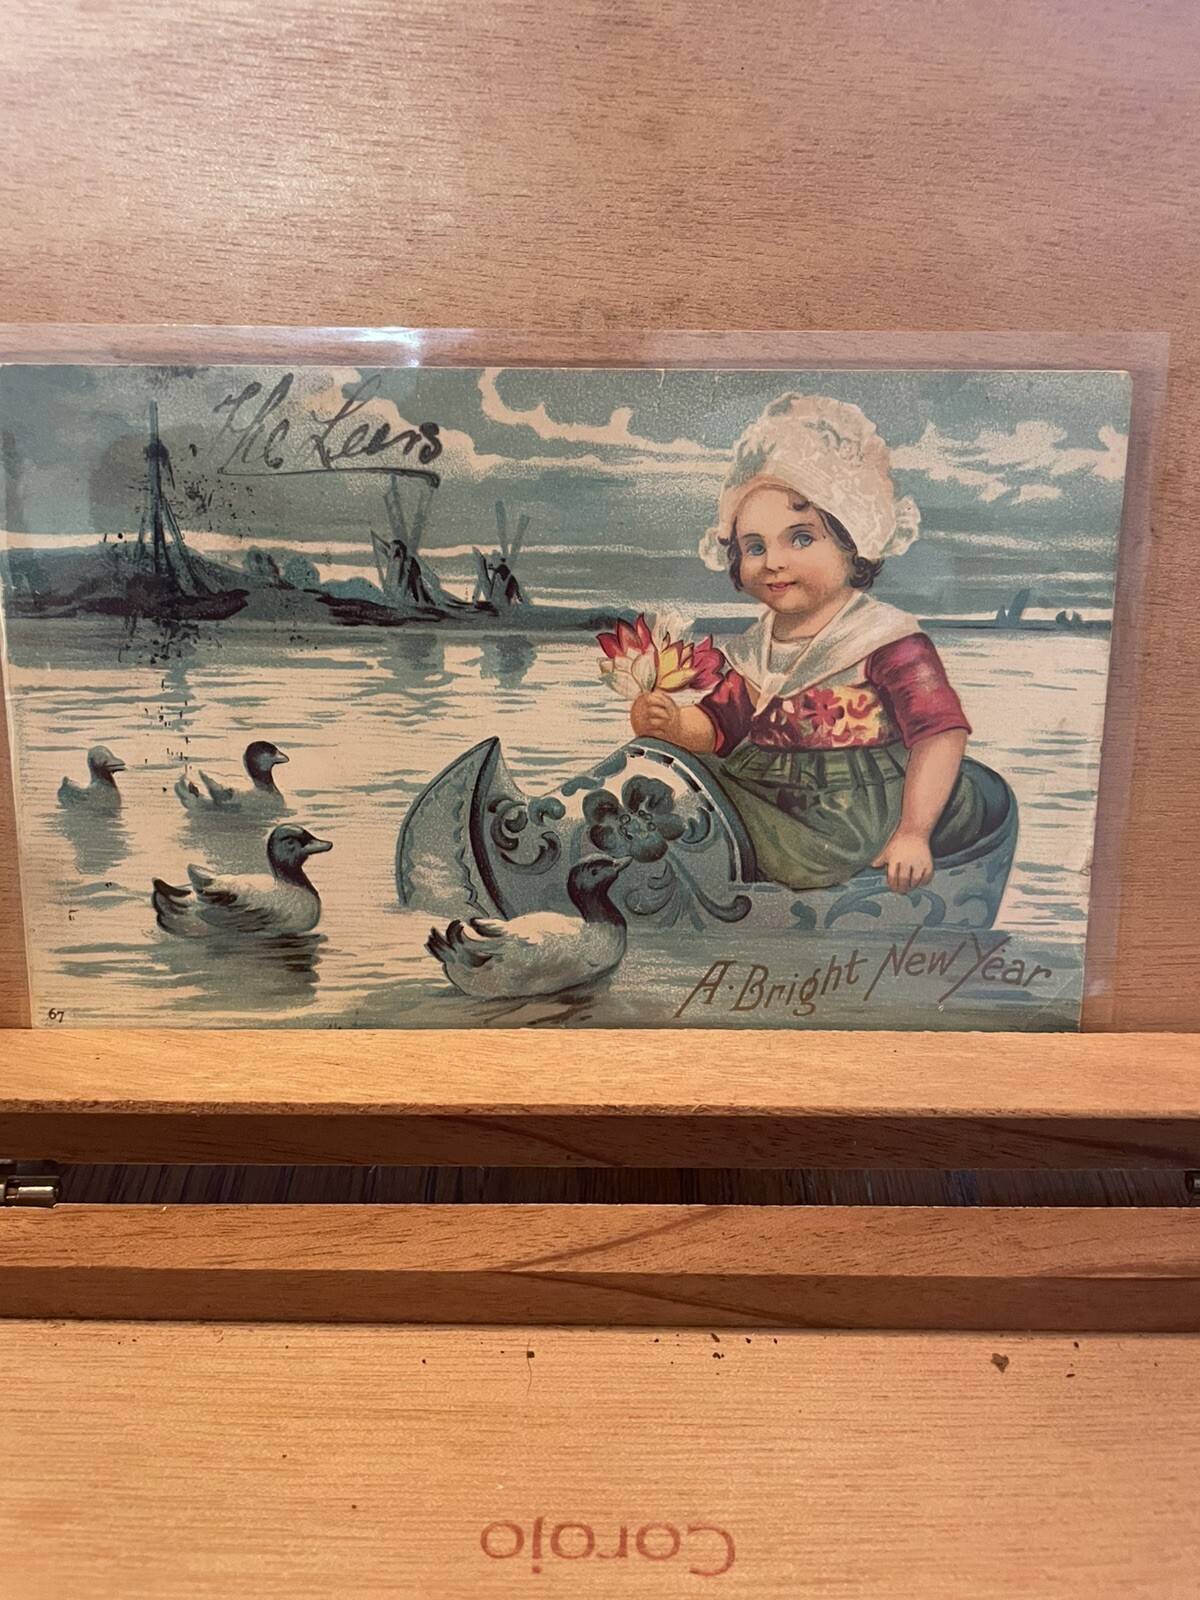 The Leers
A. Bright New Year
67
Corojo